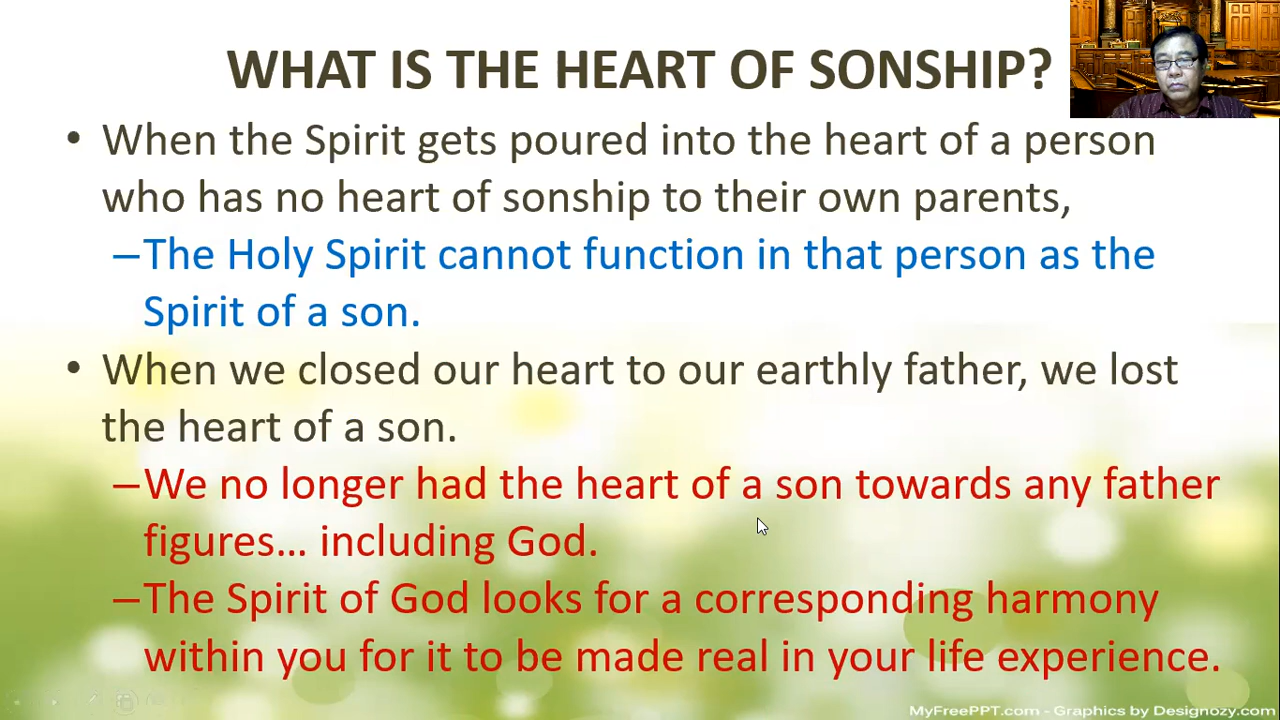 WHAT IS THE HEART OF SONSHIP?
• When the Spirit gets poured into the heart of a person
who has no heart of sonship to their own parents,
–The Holy Spirit cannot function in that person as the
Spirit of a son.
• When we closed our heart to our earthly father, we lost
the heart of a son.
–We no longer had the heart of a son towards any father
figures... including God.
–The Spirit of God looks for a corresponding harmony
within you for it to be made real in your life experience.
MyFreePPT.com - Graphics by Designozy.com